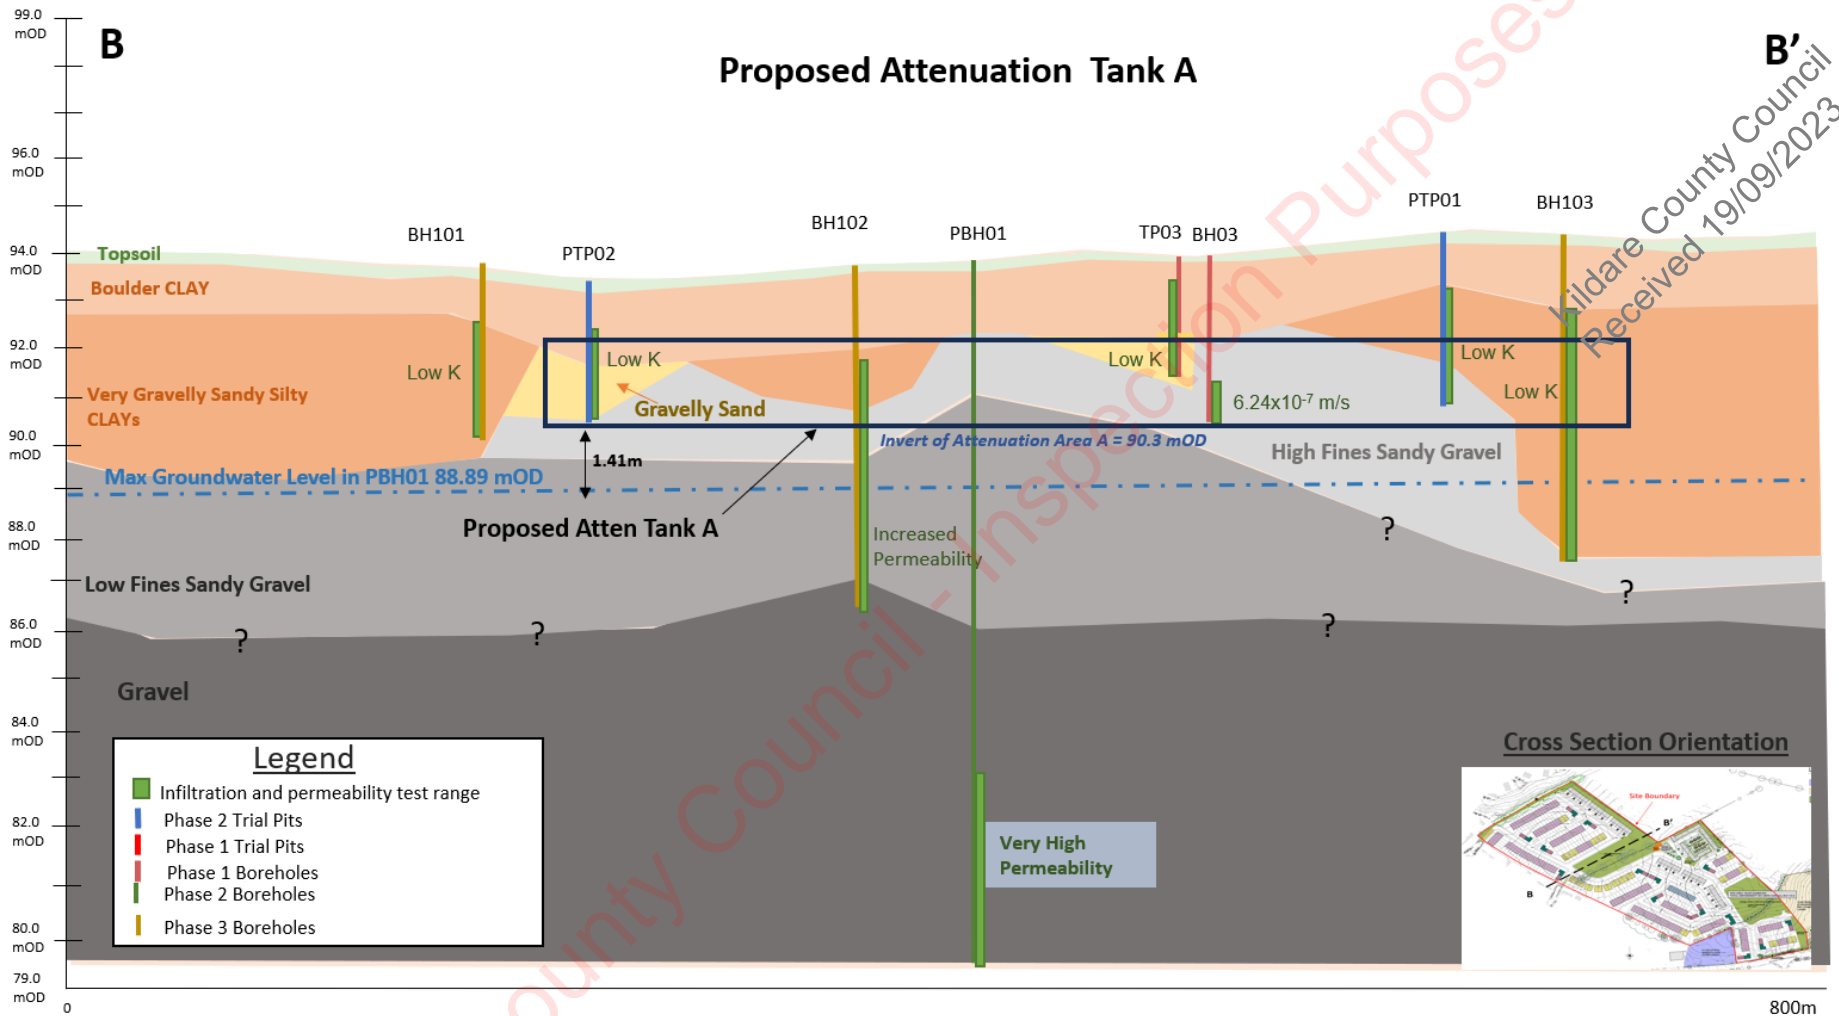 99.0
mOD
B
B’
Proposed Attenuation Tank A
Kildare County Council
Received 19/09/2023
County Council - Inspection Purposes
96.0
mOD
94.0
mOD
92.0
mOD
90.0
mOD
88.0
mOD
86.0
mOD
84.0
mOD
82.0
mOD
80.0
mOD
79.0
mOD
BH101
PTP02
BH102
PBH01
TP03
BH03
PTP01
BH103
Topsoil
Boulder CLAY
Low K
Low K
Low K
Low K
Low K
Very Gravelly Sandy Silty
CLAYs
Gravelly Sand
6.24x10⁻⁷ m/s
Invert of Attenuation Area A = 90.3 mOD
High Fines Sandy Gravel
1.41m
Max Groundwater Level in PBH01 88.89 mOD
Proposed Atten Tank A
Increased
Permeability
?
?
?
?
?
Low Fines Sandy Gravel
Gravel
Legend
Infiltration and permeability test range
Phase 2 Trial Pits
Phase 1 Trial Pits
Phase 1 Boreholes
Phase 2 Boreholes
Phase 3 Boreholes
Very High
Permeability
Cross Section Orientation
Site Boundary
B'
B
0
800m